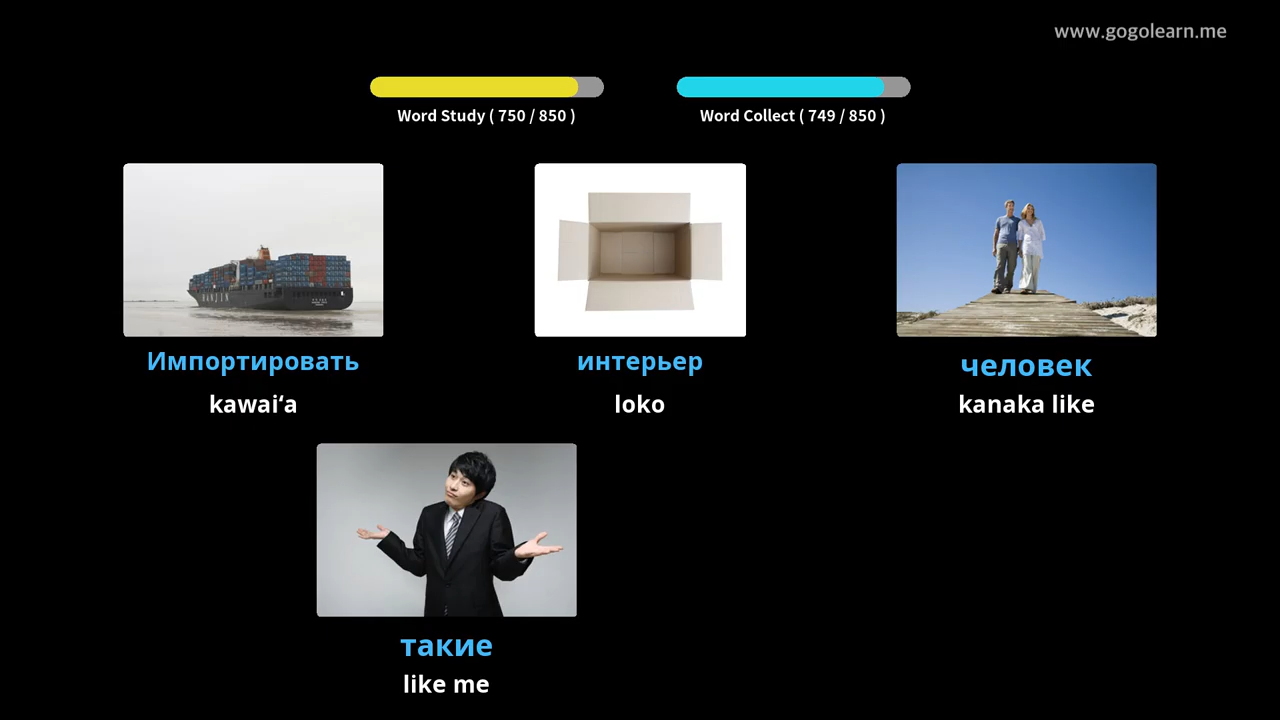 www.gogolearn.me
Word Study ( 750 / 850 )
Word Collect ( 749 / 850 )
Импортировать
интерьер
человек
kawaiʻa
loko
kanaka like
такие
like me